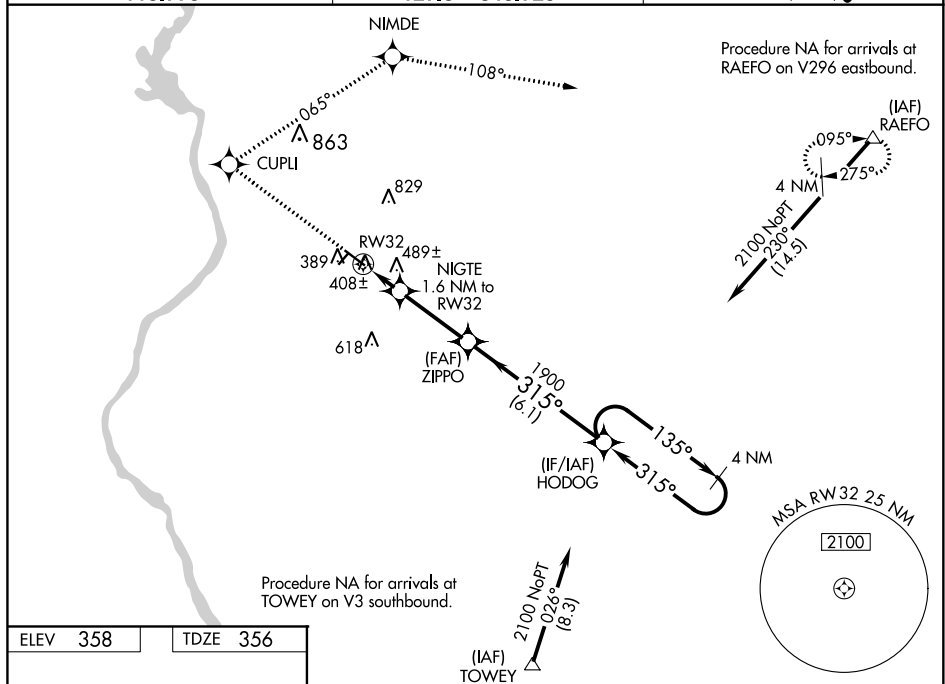 NIMDE
108°
Procedure NA for arrivals at
RAEFO on V296 eastbound.
065°
863
(IAF)
RAEFO
095°
275°
4 NM
CUPLI
829
2100 NoPT
230°
(14.5)
RW32
389
489±
408±
NIGTE
1.6 NM to
RW32
618
(FAF)
ZIPPO
1900
315°
(6.1)
135°
4 NM
315°
(IF/IAF)
HODOG
MSA RW32 25 NM
2100
Procedure NA for arrivals at
TOWEY on V3 southbound.
2100 NoPT
026°
(8.3)
(IAF)
TOWEY
ELEV 358
TDZE 356